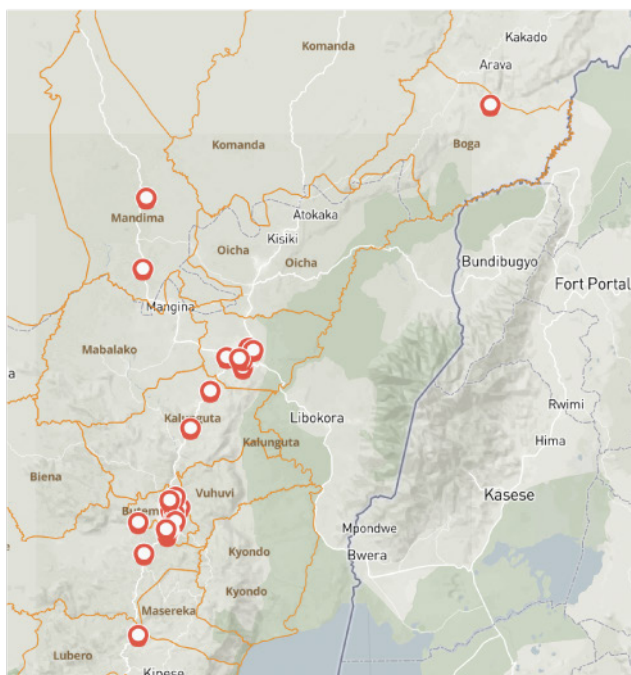 Kakado
Komanda
Arava
Komanda
Boga
Mandima
Atokaka
Kisiki
Oicha
Oicha
Bundibugyo
Fort Portal
Mangina
Mabalako
a
Rwimi
Libokora
Kalunguta
Hima
Kalunguta
Biena
Vuhuvi
Kasese
Mpondwe
Kyondo
Bwera
Kyondo
Masereka
Lubero